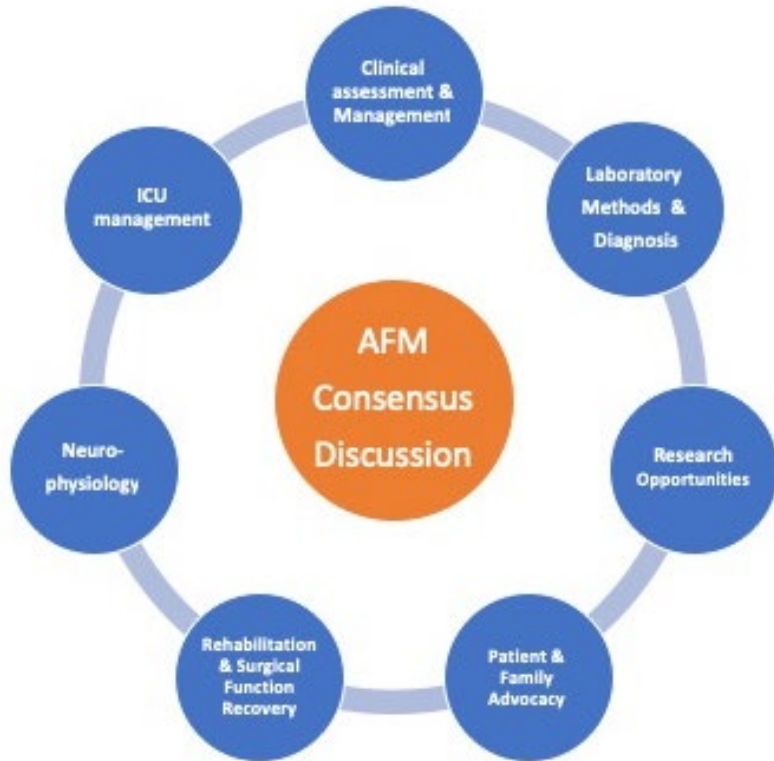 Clinical
assessment &
Management
Laboratory
Methods &
Diagnosis
Research
Opportunities
Patient &
Family
Advocacy
Rehabilitation
& Surgical
Function
Recovery
Neuro-
physiology
ICU
management
AFM
Consensus
Discussion